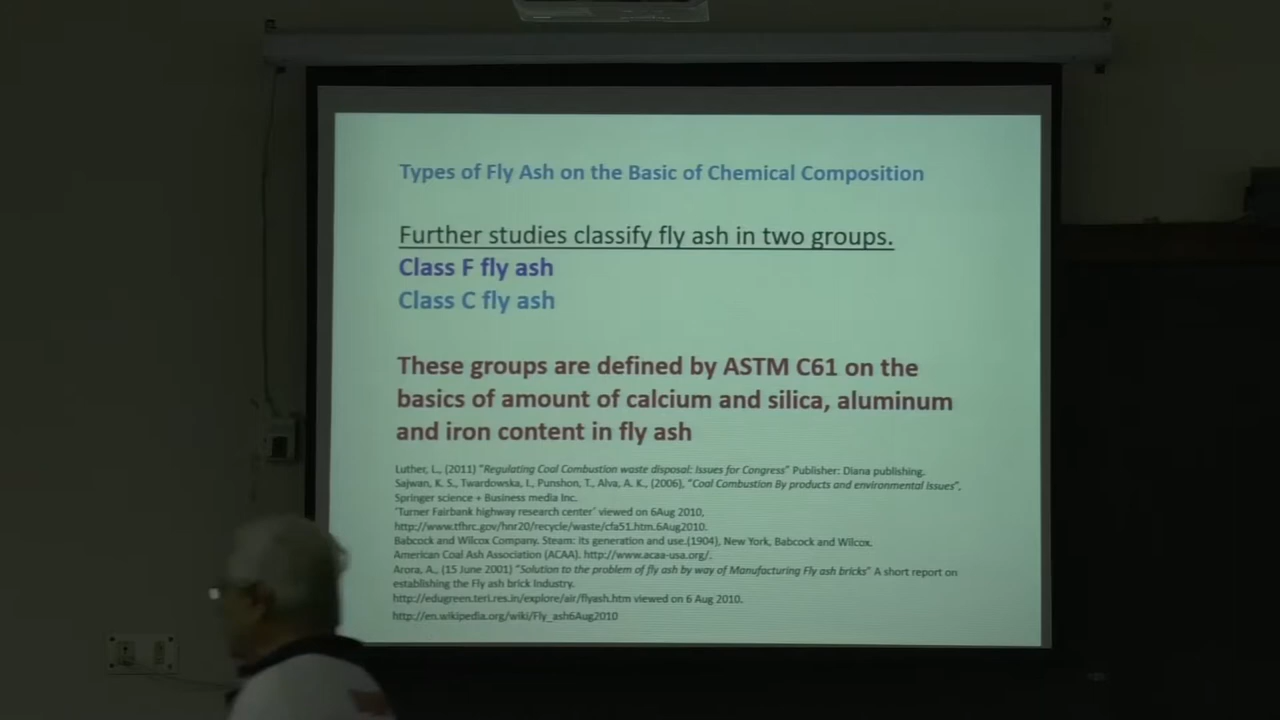 Types of Fly Ash on the Basic of Chemical Composition
Further studies classify fly ash in two groups.
Class F fly ash
Class C fly ash
These groups are defined by ASTM C61 on the
basics of amount of calcium and silica, aluminum
and iron content in fly ash
Luther, L., (2011) "Regulating Coal Combustion waste disposal: Issues for Congress" Publisher: Diana publishing.
Sajwan, K. S., Twardowska, I., Punshon, T., Alva, A. K., (2006), "Coal Combustion By products and environmental issues",
Springer science + Business media Inc.
'Turner Fairbank highway research center' viewed on 6Aug 2010,
http://www.tfhrc.gov/hnr20/recycle/waste/cfa51.htm.6Aug2010.
Babcock and Wilcox Company. Steam: its generation and use.(1904), New York, Babcock and Wilcox.
American Coal Ash Association (ACAA). http://www.acaa-usa.org/.
Arora, A., (15 June 2001) "Solution to the problem of fly ash by way of Manufacturing Fly ash bricks" A short report on
establishing the Fly ash brick Industry.
http://edugreen.teri.res.in/explore/air/flyash.htm viewed on 6 Aug 2010.
http://en.wikipedia.org/wiki/Fly_ash6Aug2010